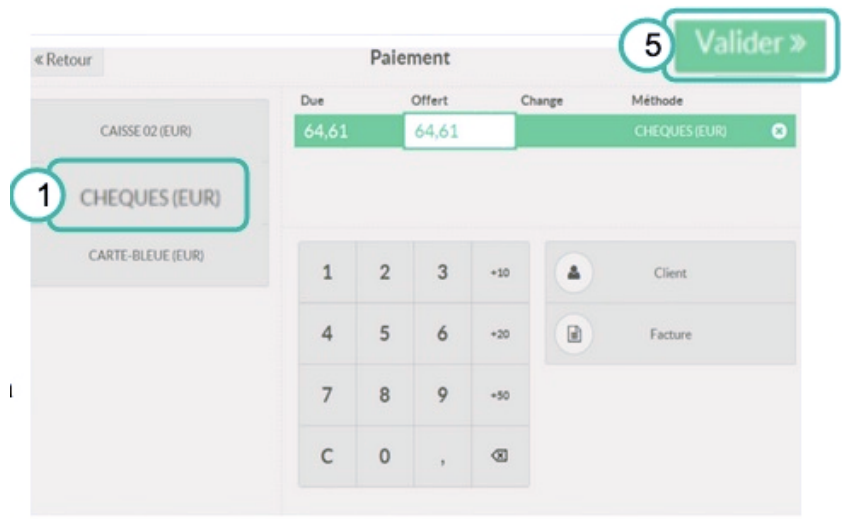 5 Valider »
« Retour Paiement
Due Offert Change Méthode
64,61 64,61 CHEQUES (EUR)
CAISSE 02 (EUR)
1 CHEQUES (EUR)
CARTE-BLEUE (EUR)
1 2 3 +10
Client
4 5 6 +20
Facture
7 8 9 +50
C 0 ,